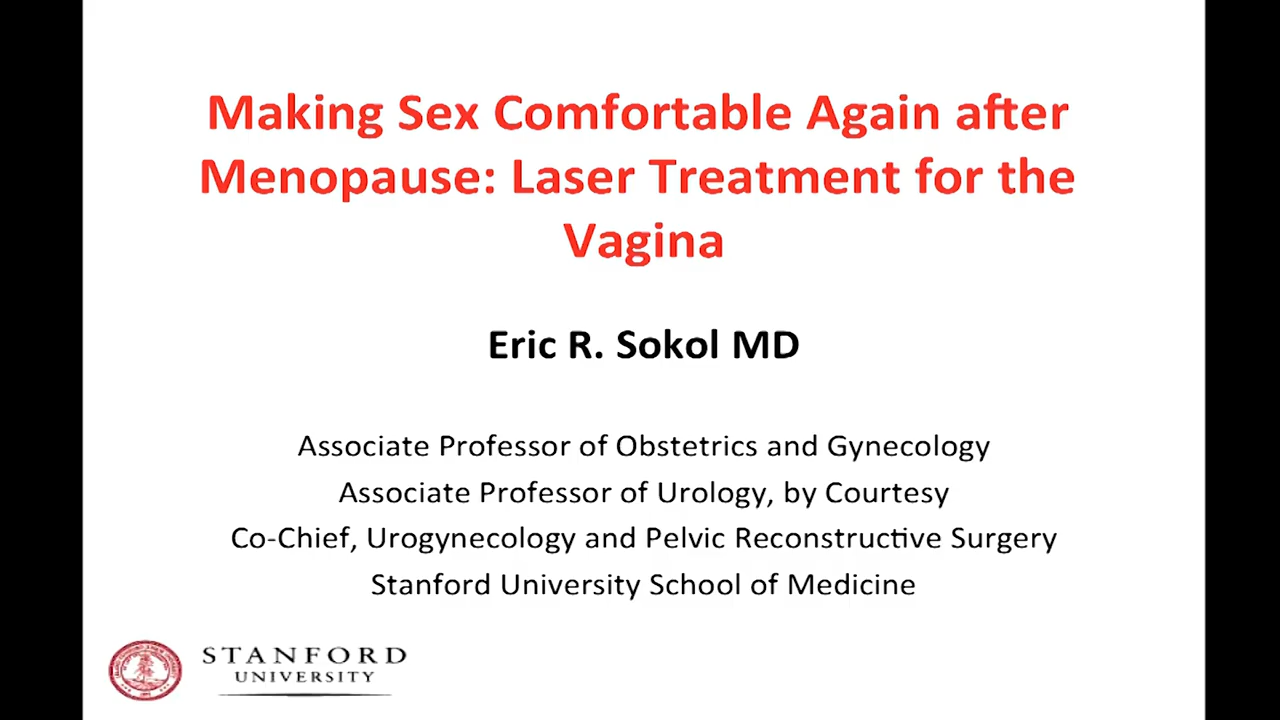 Making Sex Comfortable Again after
Menopause: Laser Treatment for the
Vagina
Eric R. Sokol MD
Associate Professor of Obstetrics and Gynecology
Associate Professor of Urology, by Courtesy
Co-Chief, Urogynecology and Pelvic Reconstructive Surgery
Stanford University School of Medicine
STANFORD
UNIVERSITY